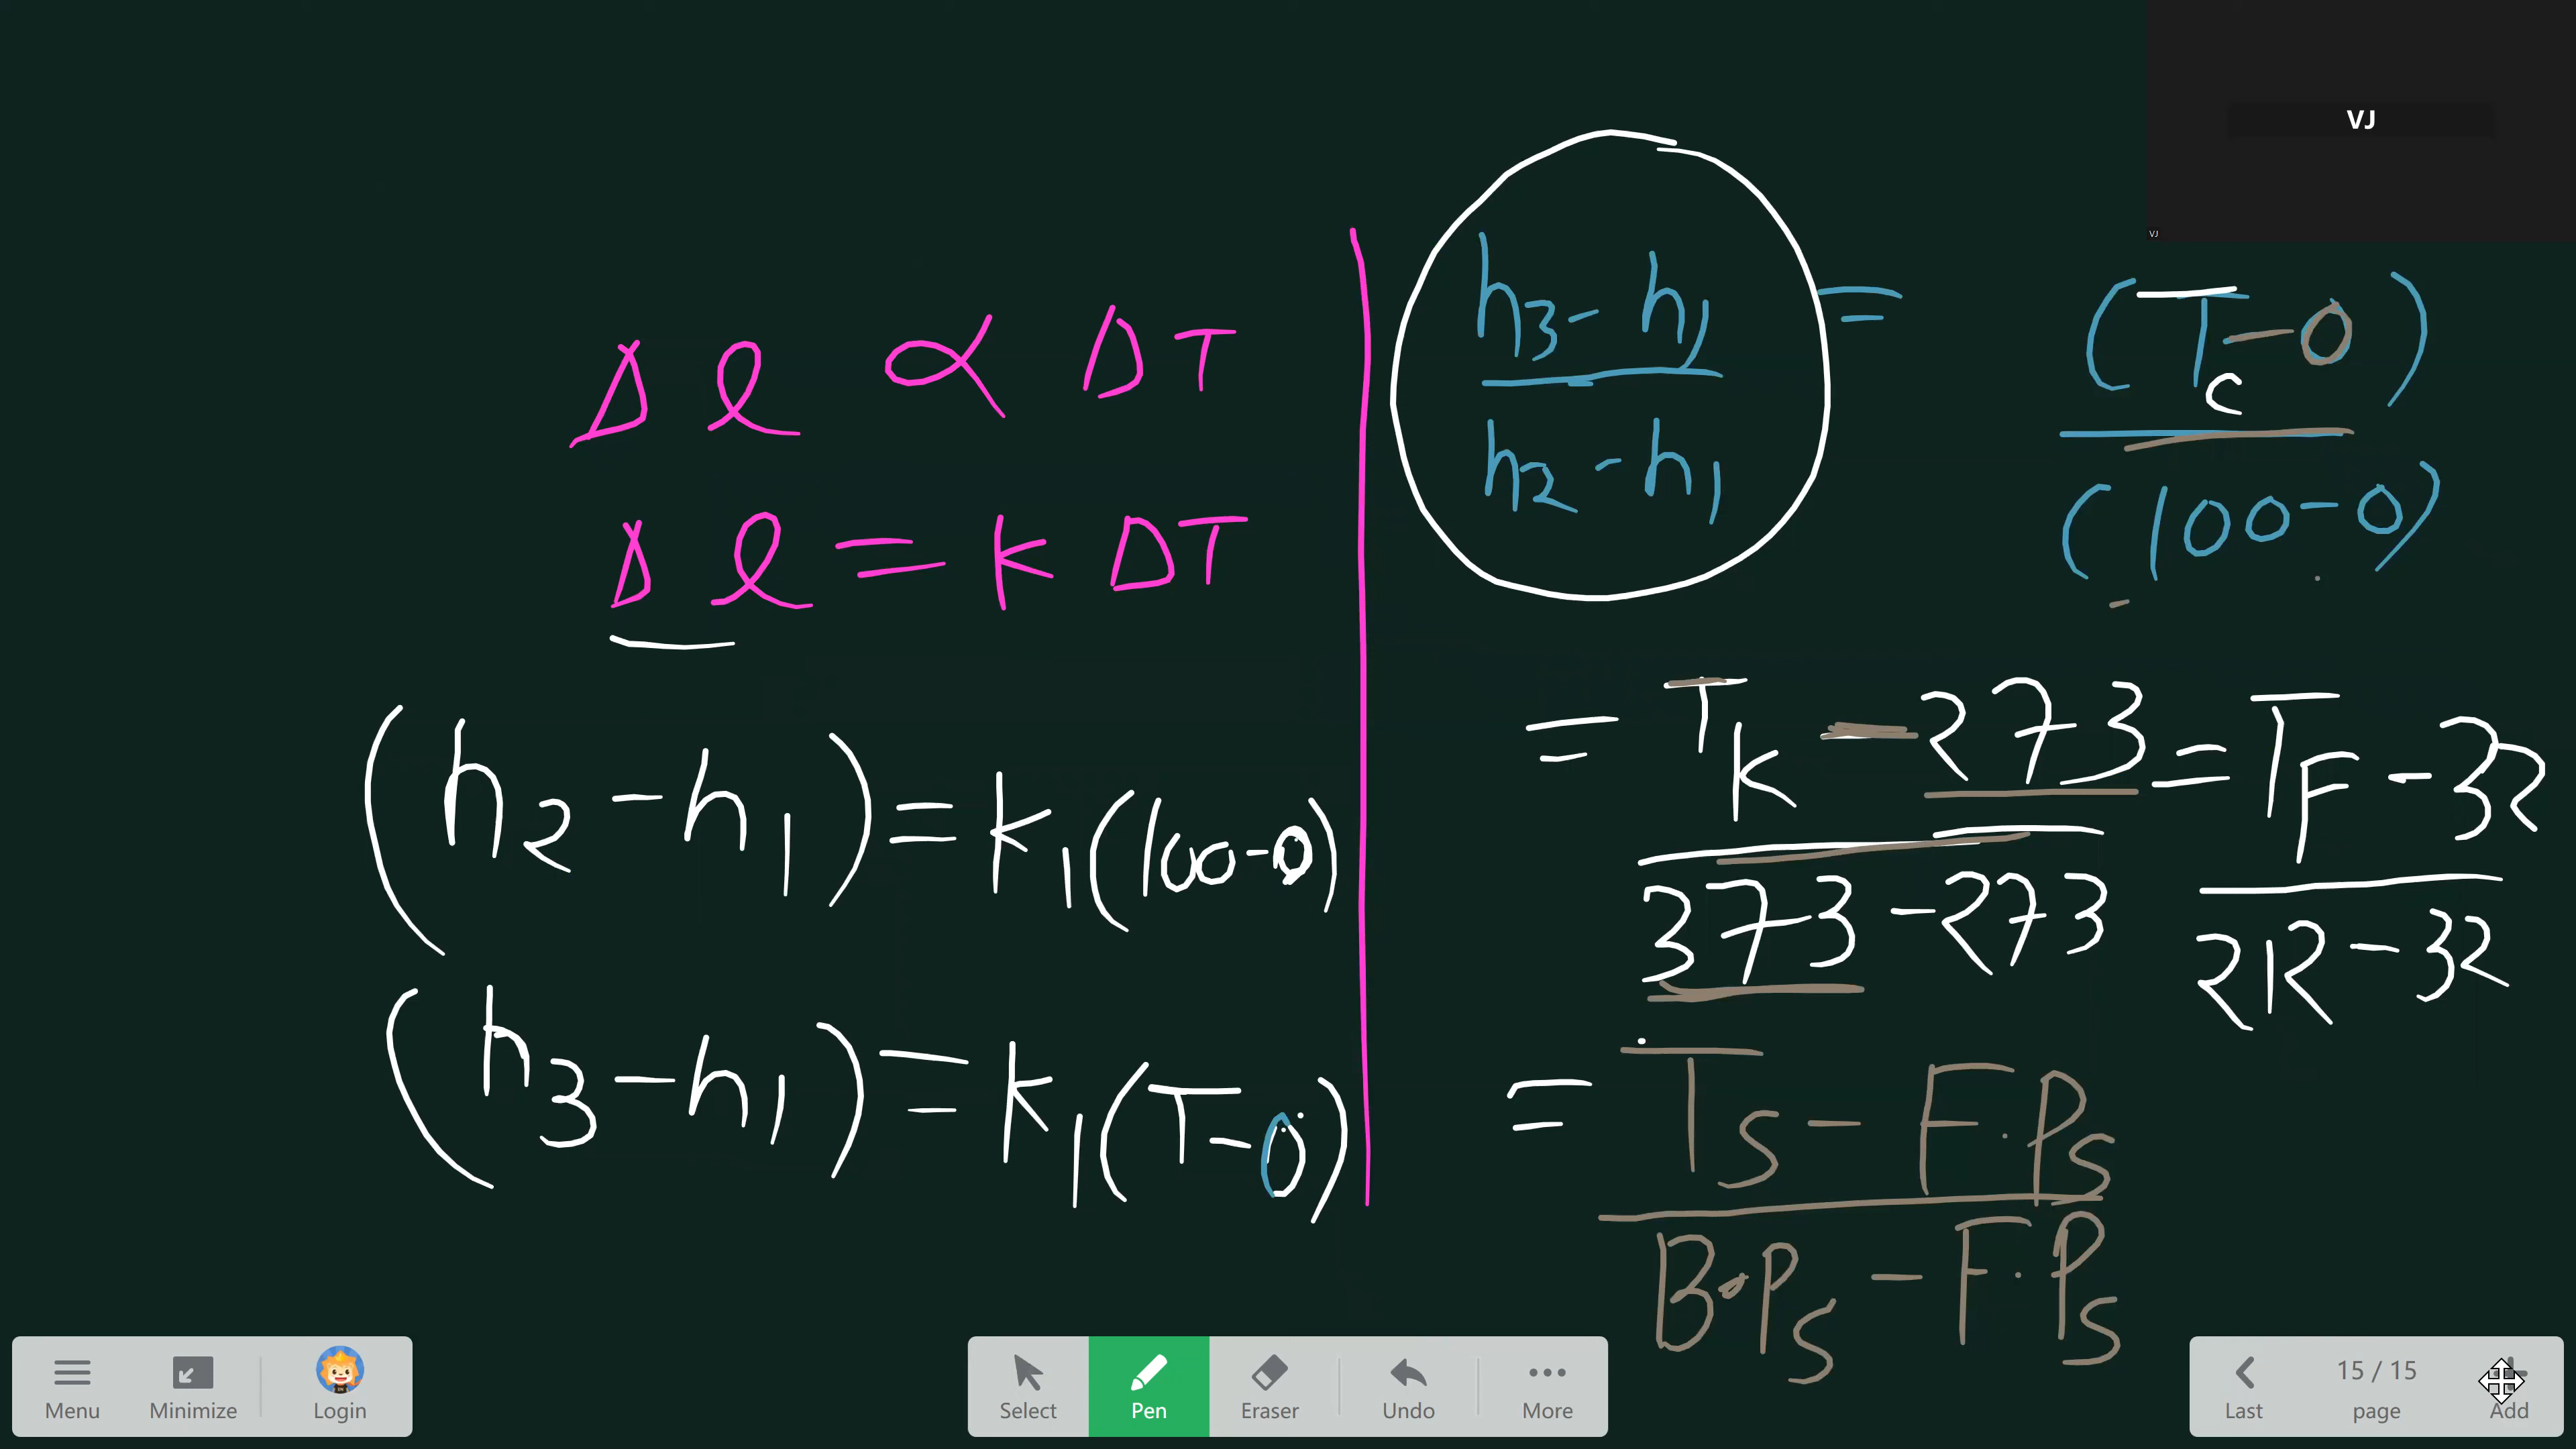 VJ
VJ
Δl ∝ ΔT
Δl = K ΔT
(h2 - h1) = K1(100-0)
(h3 - h1) = K1(T-0)
h3 - h1 / h2 - h1 = (Tc - 0) / (100-0)
= TK - 273 / 373 - 273 = TF - 32 / 212 - 32
= TS - F.PS / B.PS - F.PS
Menu Minimize Login Select Pen Eraser Undo More Last 15 / 15 page Add